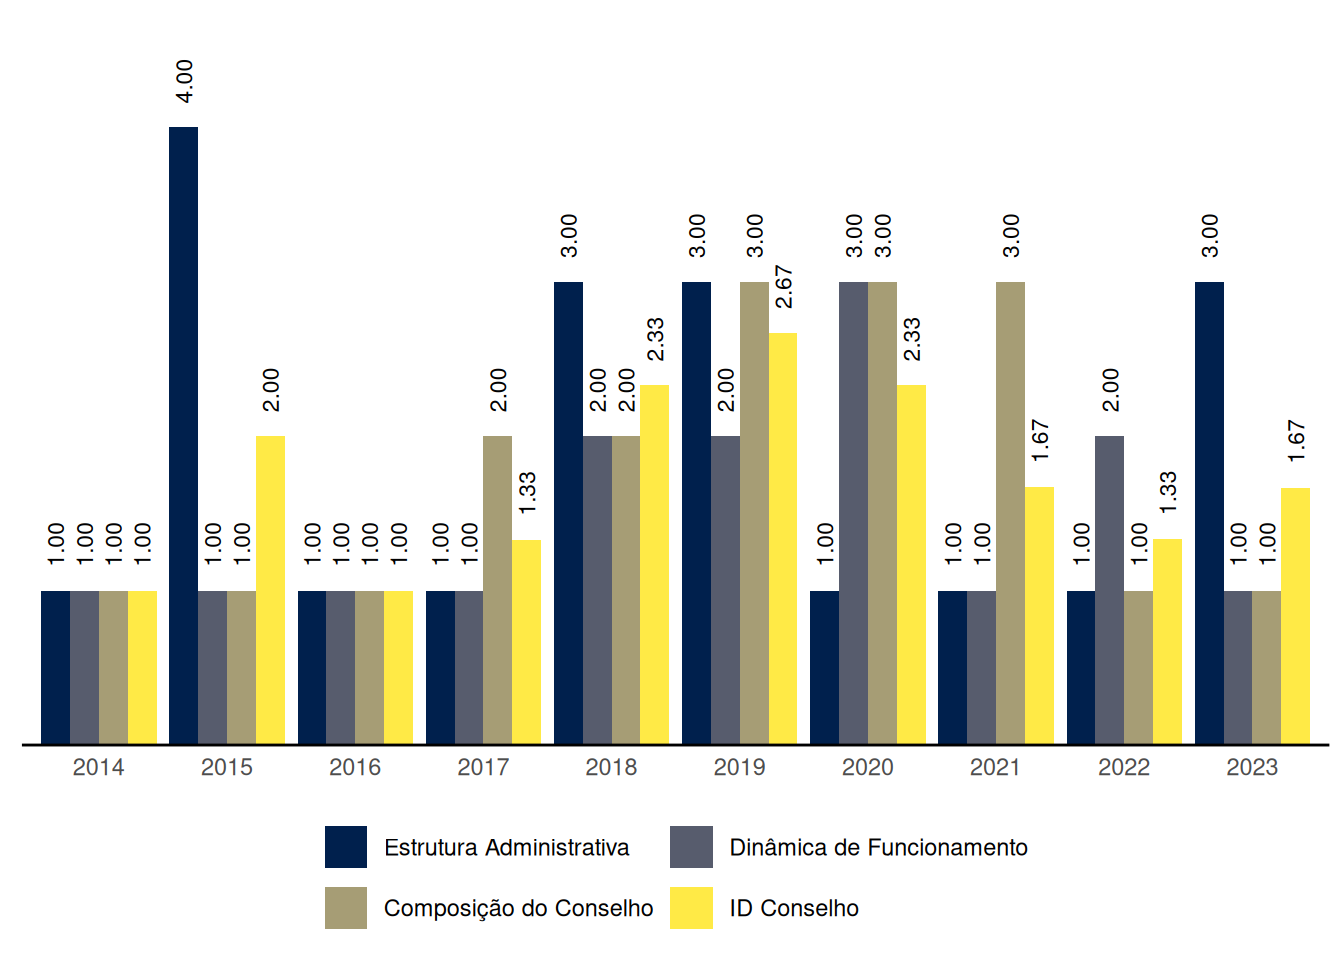 4.00
3.00 3.00 3.00 3.00 3.00 3.00 3.00
2.67
2.33 2.33
2.00 2.00 2.00 2.00 2.00 2.00
1.67 1.67
1.33 1.33
1.00 1.00 1.00 1.00 1.00 1.00 1.00 1.00 1.00 1.00 1.00 1.00 1.00 1.00 1.00 1.00 1.00 1.00 1.00
2014 2015 2016 2017 2018 2019 2020 2021 2022 2023
Estrutura Administrativa Dinâmica de Funcionamento
Composição do Conselho ID Conselho